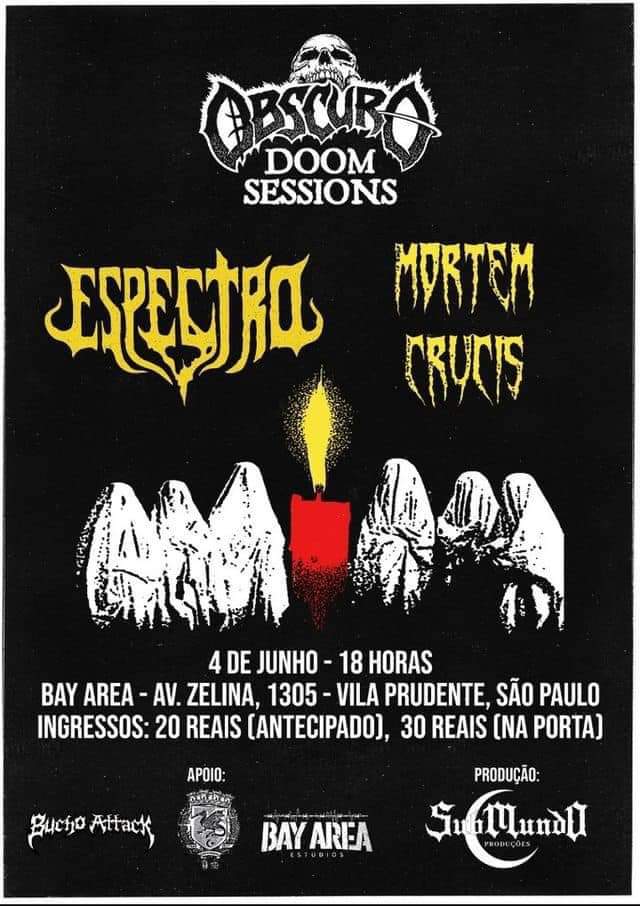 OBSCURO
DOOM
SESSIONS
ESPECTRO
MORTEM
CRUCIS
4 DE JUNHO - 18 HORAS
BAY AREA - AV. ZELINA, 1305 - VILA PRUDENTE, SÃO PAULO
INGRESSOS: 20 REAIS (ANTECIPADO), 30 REAIS (NA PORTA)
APOIO:
PRODUÇÃO:
Bucho Attack
BAY AREA
ESTÚDIOS
SubMundO
PRODUÇÕES